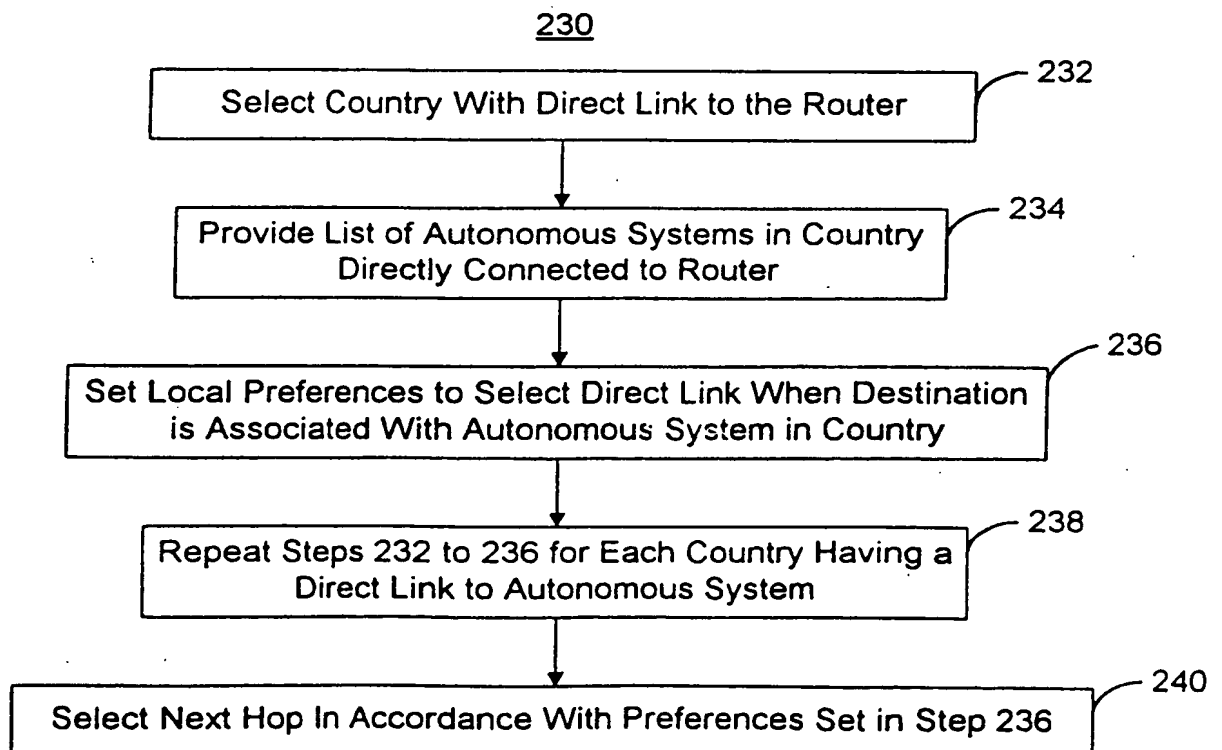 230
Select Country With Direct Link to the Router
232
Provide List of Autonomous Systems in Country
Directly Connected to Router
234
Set Local Preferences to Select Direct Link When Destination
is Associated With Autonomous System in Country
236
Repeat Steps 232 to 236 for Each Country Having a
Direct Link to Autonomous System
238
Select Next Hop In Accordance With Preferences Set in Step 236
240